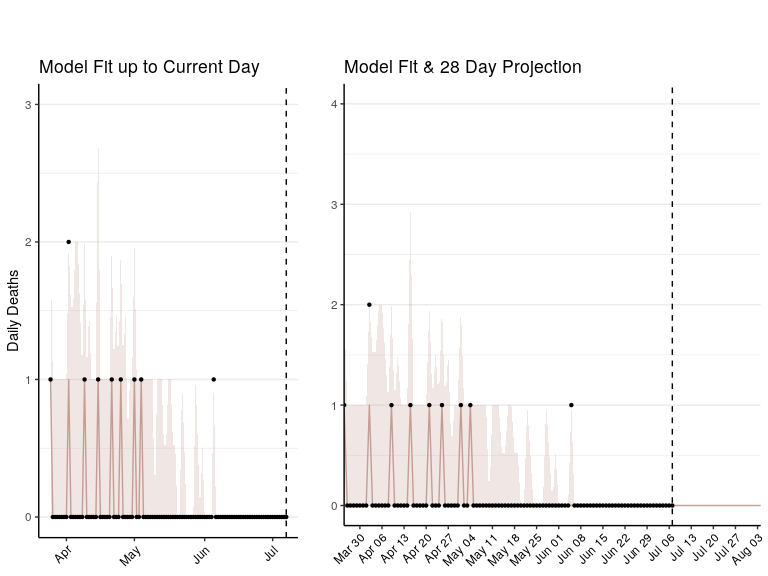 Model Fit up to Current Day
Daily Deaths
3
2
1
0
Apr
May
Jun
Jul
Model Fit & 28 Day Projection
4
3
2
1
0
Mar 30
Apr 06
Apr 13
Apr 20
Apr 27
May 04
May 11
May 18
May 25
Jun 01
Jun 08
Jun 15
Jun 22
Jun 29
Jul 06
Jul 13
Jul 20
Jul 27
Aug 03